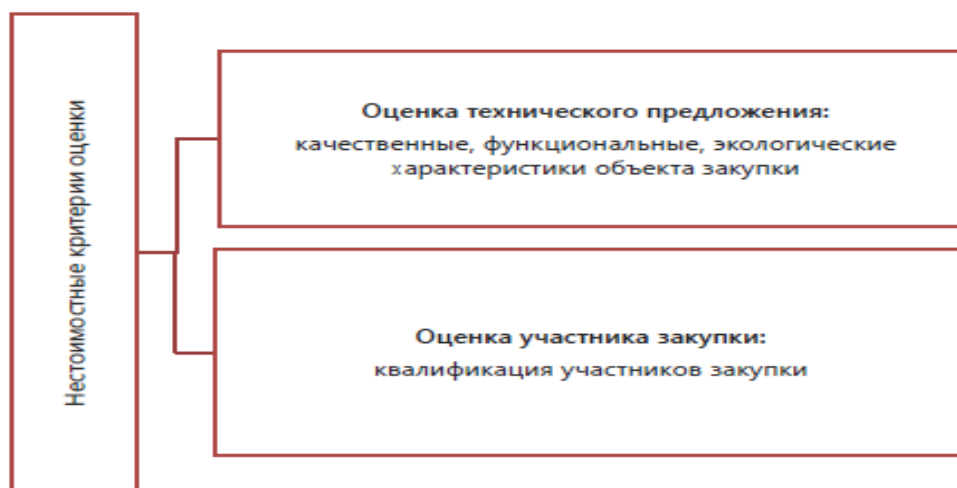 Нестоимостные критерии оценки
Оценка технического предложения:
качественные, функциональные, экологические
характеристики объекта закупки
Оценка участника закупки:
квалификация участников закупки